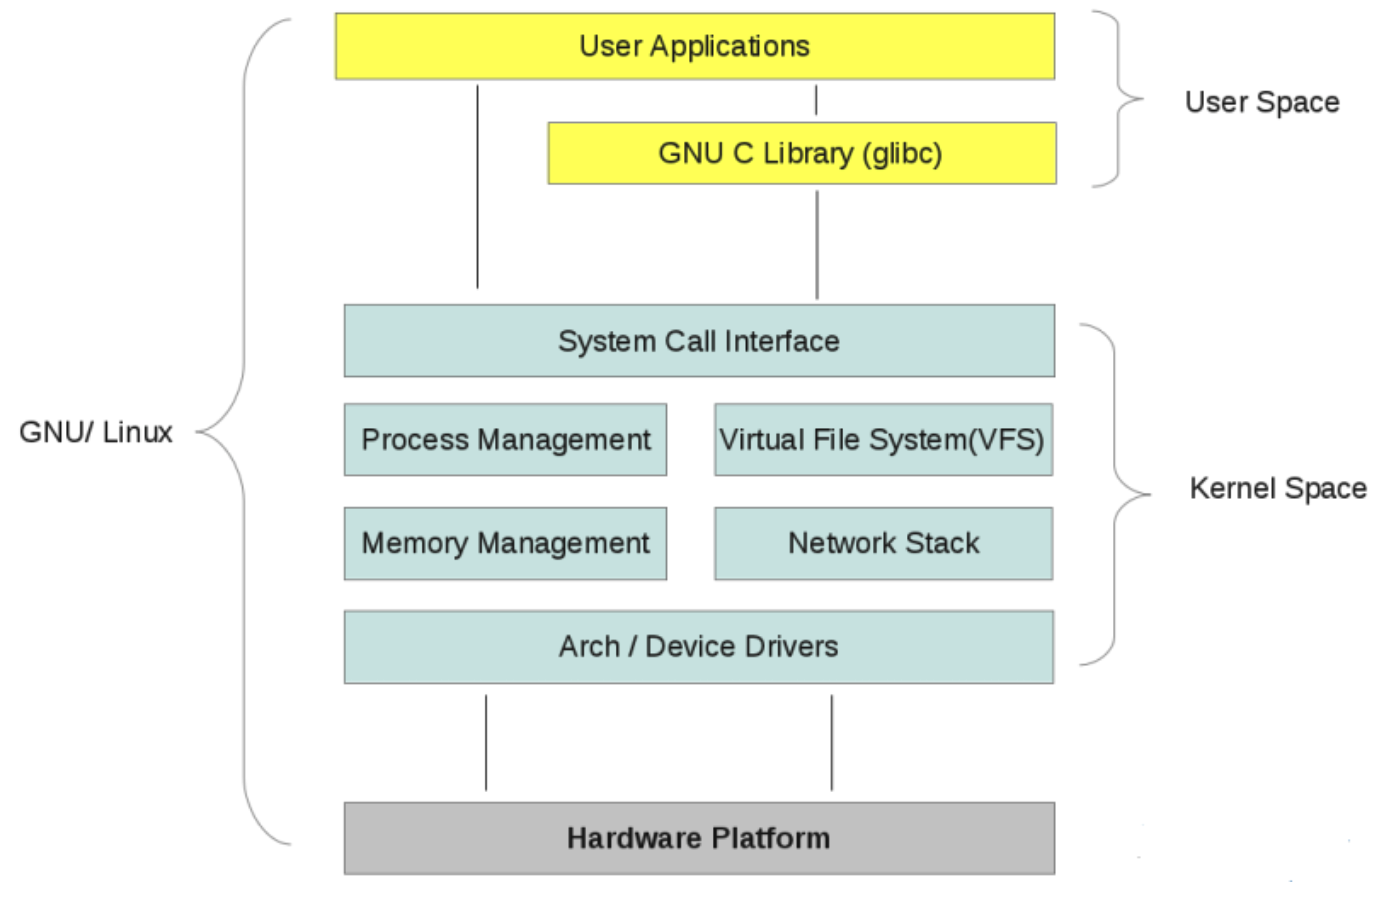 User Applications
User Space
GNU C Library (glibc)
System Call Interface
GNU/ Linux
Process Management
Virtual File System(VFS)
Kernel Space
Memory Management
Network Stack
Arch / Device Drivers
Hardware Platform